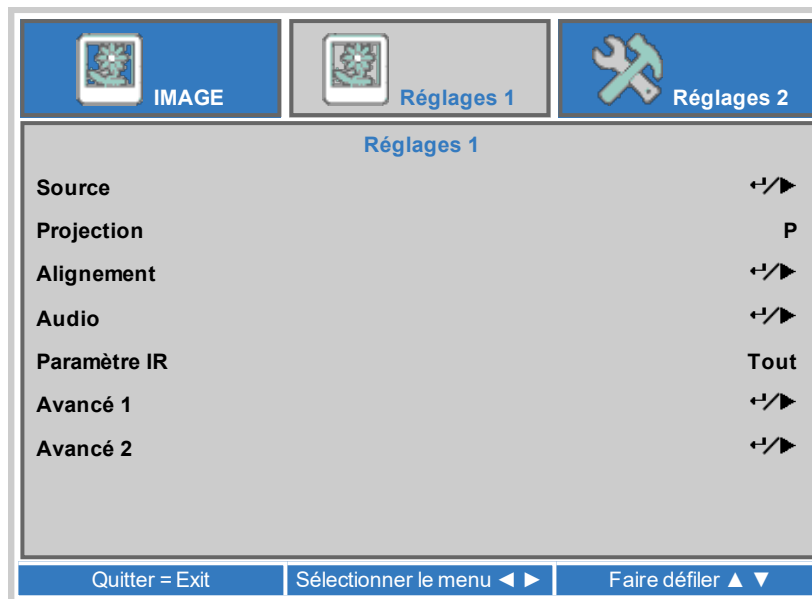 IMAGE
Réglages 1
Réglages 2
Réglages 1
Source ↵/►
Projection P
Alignement ↵/►
Audio ↵/►
Paramètre IR Tout
Avancé 1 ↵/►
Avancé 2 ↵/►
Quitter = Exit
Sélectionner le menu ◄ ►
Faire défiler ▲ ▼